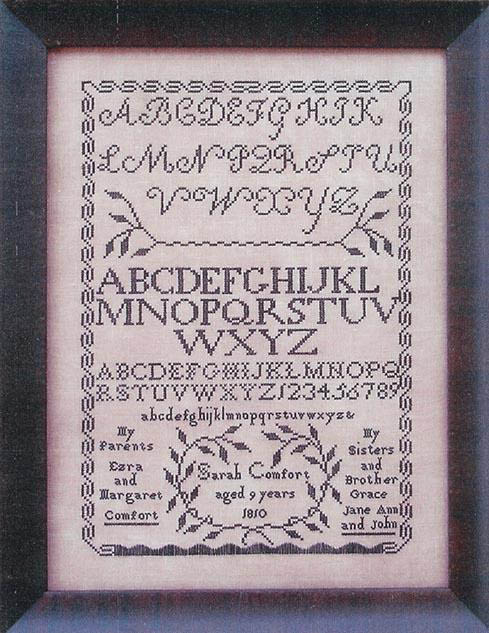 ABCDEFGHIK
LMNPQRSTU
VWXYZ
ABCDEFGHIJKL
MNOPQRSTUV
WXYZ
ABCDEFGHIJKLMNOPQ
RSTUVWXYZ123456789
abcdefghijklmnopqrstuvwxyz&
My
Parents
Ezra
and
Margaret
Comfort
Sarah Comfort
aged 9 years
1810
My
Sisters
and
Brother
Grace
Jane Ann
and John